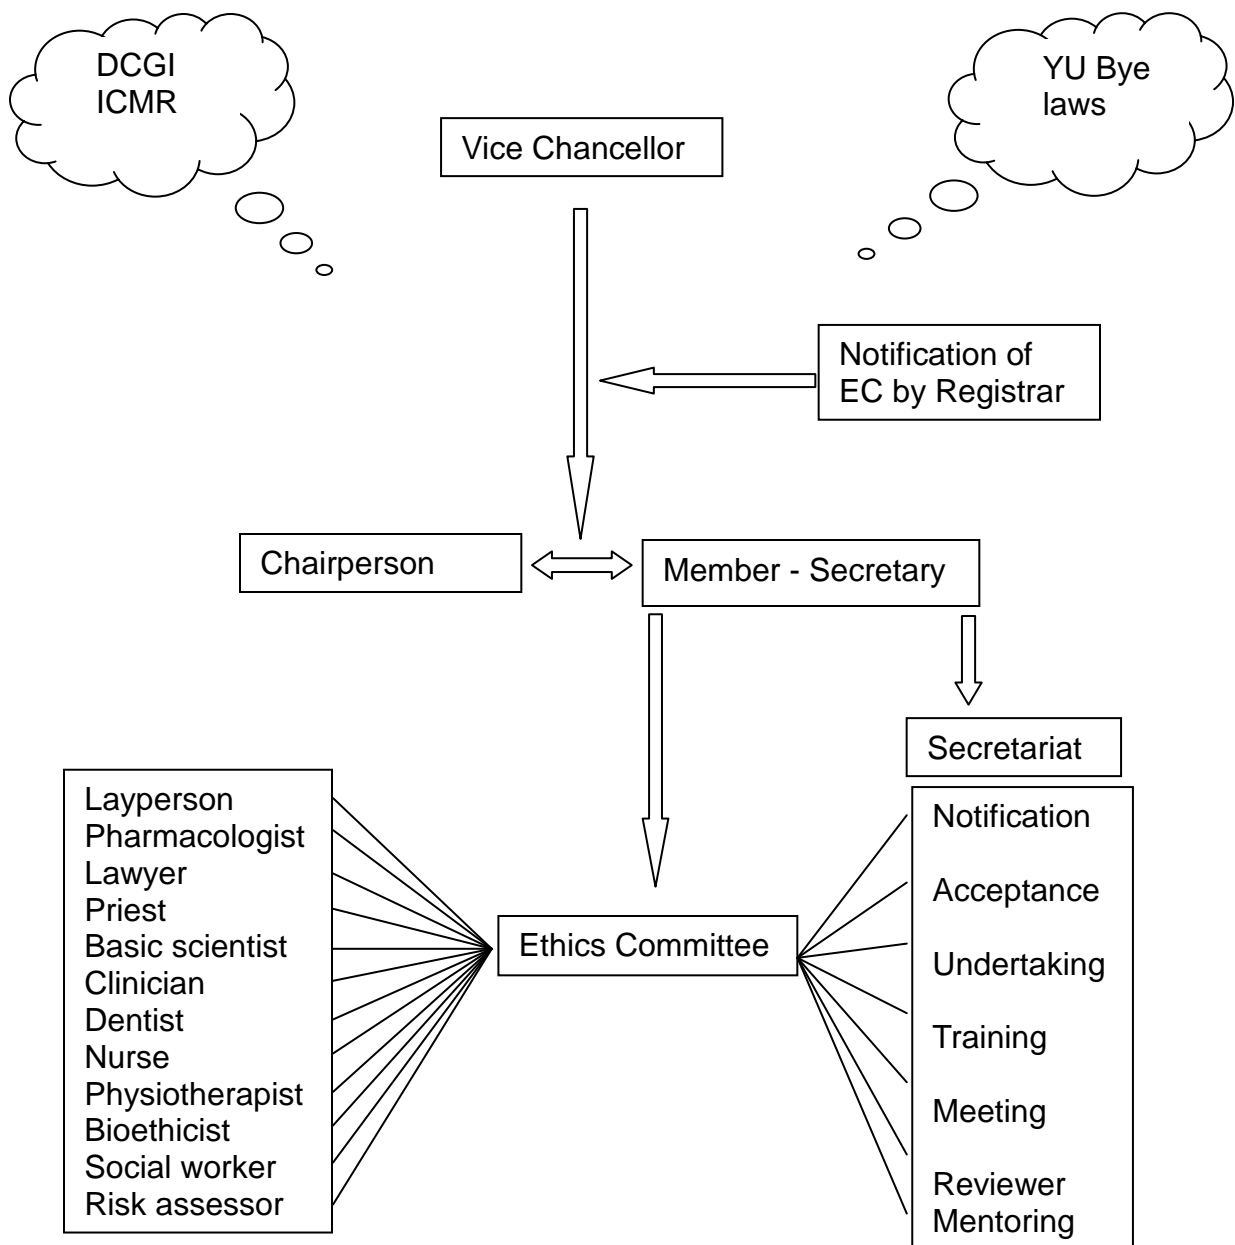 DCGI
ICMR
YU Bye
laws
Vice Chancellor
Notification of
EC by Registrar
Chairperson
Member - Secretary
Secretariat
Layperson
Pharmacologist
Lawyer
Priest
Basic scientist
Clinician
Dentist
Nurse
Physiotherapist
Bioethicist
Social worker
Risk assessor
Ethics Committee
Notification
Acceptance
Undertaking
Training
Meeting
Reviewer
Mentoring